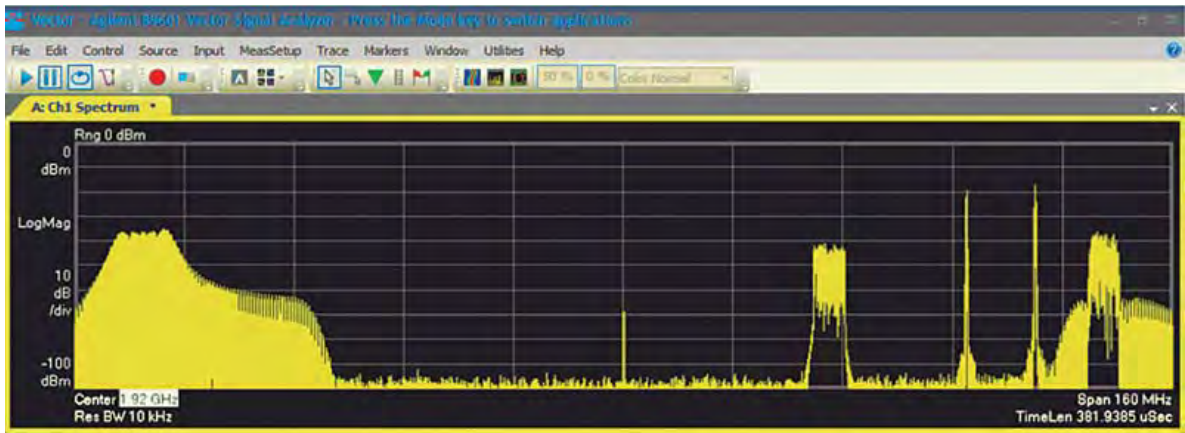 Vector - Agilent 89601 Vector Signal Analyzer - Press the Mode key to switch applications
File Edit Control Source Input MeasSetup Trace Markers Window Utilities Help
50 % 0 % Color Normal
A: Ch1 Spectrum *
Rng 0 dBm
0
dBm
LogMag
10
dB
/div
-100
dBm
Center 1.92 GHz
Span 160 MHz
Res BW 10 kHz
TimeLen 381.9385 uSec